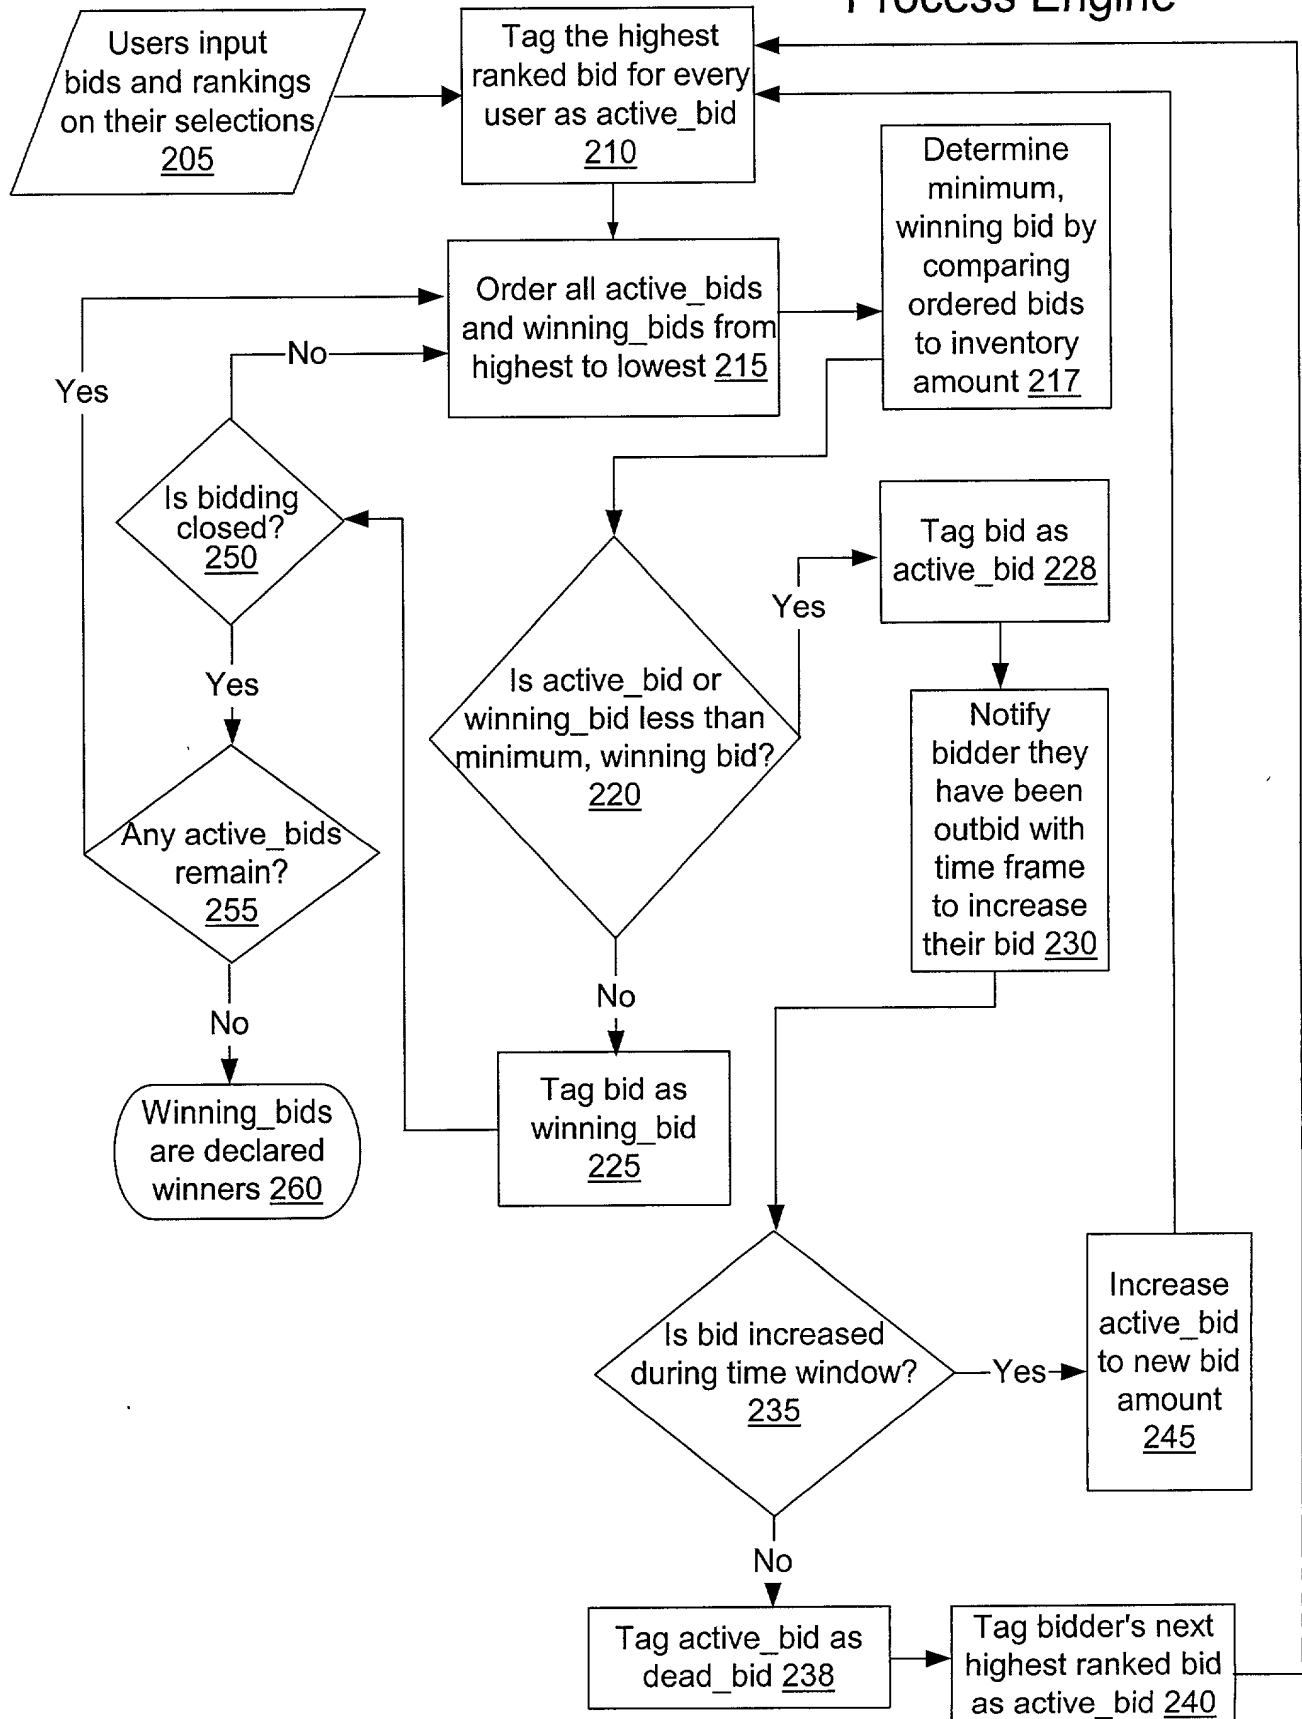 Process Engine
Users input
bids and rankings
on their selections
205
Tag the highest
ranked bid for every
user as active_bid
210
Determine
minimum,
winning bid by
comparing
ordered bids
to inventory
amount 217
Order all active_bids
and winning_bids from
highest to lowest 215
No
Yes
Is bidding
closed?
250
Yes
Tag bid as
active_bid 228
Yes
Is active_bid or
winning_bid less than
minimum, winning bid?
220
Notify
bidder they
have been
outbid with
time frame
to increase
their bid 230
Any active_bids
remain?
255
No
No
Winning_bids
are declared
winners 260
Tag bid as
winning_bid
225
Is bid increased
during time window?
235
Yes
Increase
active_bid
to new bid
amount
245
No
Tag active_bid as
dead_bid 238
Tag bidder's next
highest ranked bid
as active_bid 240